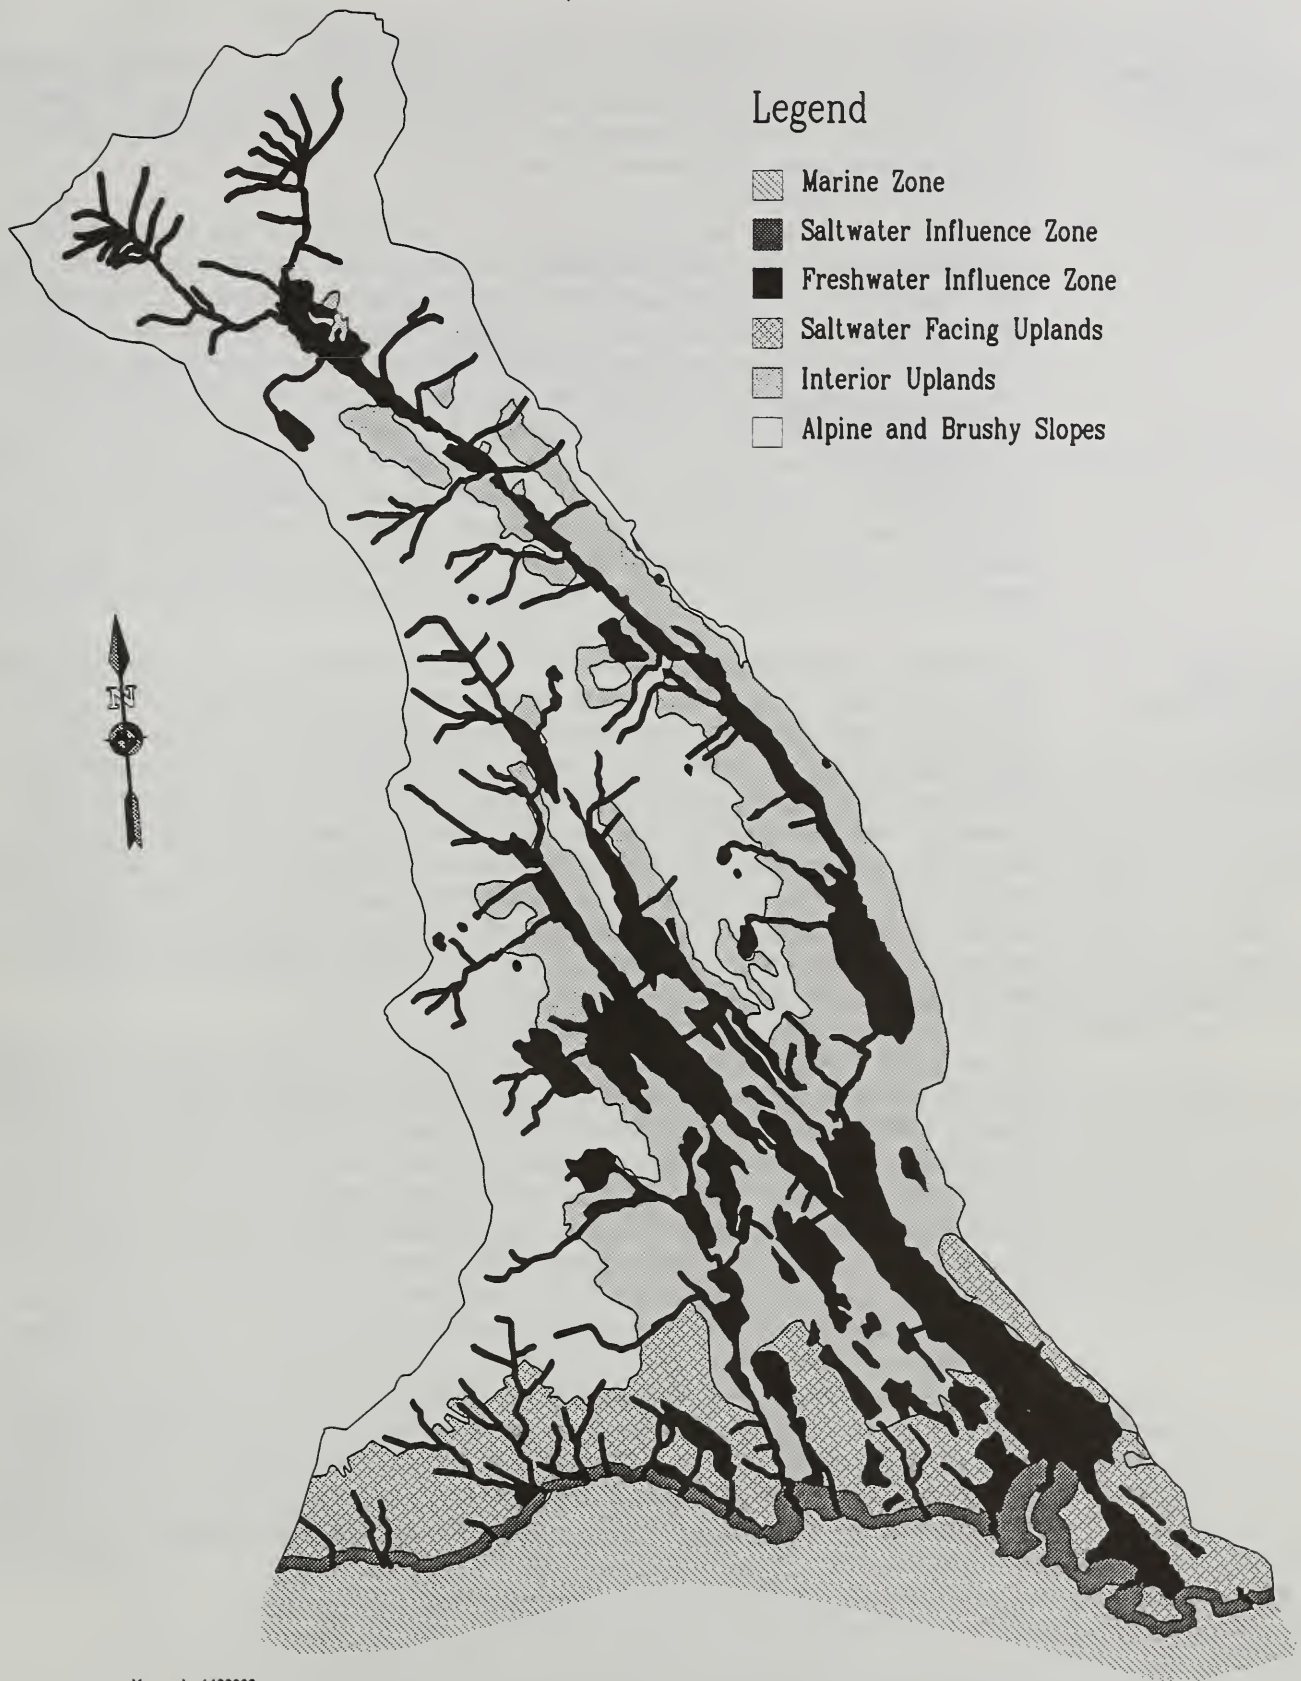 Legend
Marine Zone
Saltwater Influence Zone
Freshwater Influence Zone
Saltwater Facing Uplands
Interior Uplands
Alpine and Brushy Slopes
N